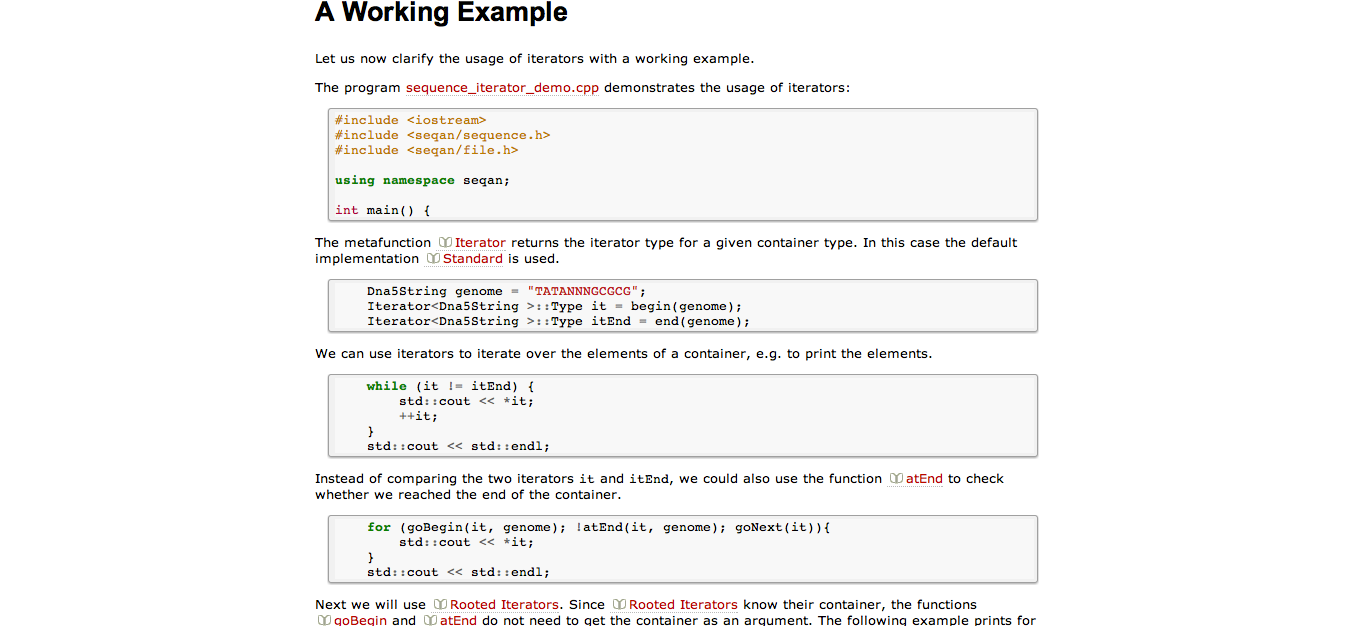 A Working Example
Let us now clarify the usage of iterators with a working example.
The program sequence_iterator_demo.cpp demonstrates the usage of iterators:
#include <iostream>
#include <seqan/sequence.h>
#include <seqan/file.h>
using namespace seqan;
int main() {
The metafunction Iterator returns the iterator type for a given container type. In this case the default
implementation Standard is used.
Dna5String genome = "TATANNNGCGCG";
Iterator<Dna5String >::Type it = begin(genome);
Iterator<Dna5String >::Type itEnd = end(genome);
We can use iterators to iterate over the elements of a container, e.g. to print the elements.
while (it != itEnd) {
std::cout << *it;
++it;
}
std::cout << std::endl;
Instead of comparing the two iterators it and itEnd, we could also use the function atEnd to check
whether we reached the end of the container.
for (goBegin(it, genome); !atEnd(it, genome); goNext(it)){
std::cout << *it;
}
std::cout << std::endl;
Next we will use Rooted Iterators. Since Rooted Iterators know their container, the functions
goBegin and atEnd do not need to get the container as an argument. The following example prints for